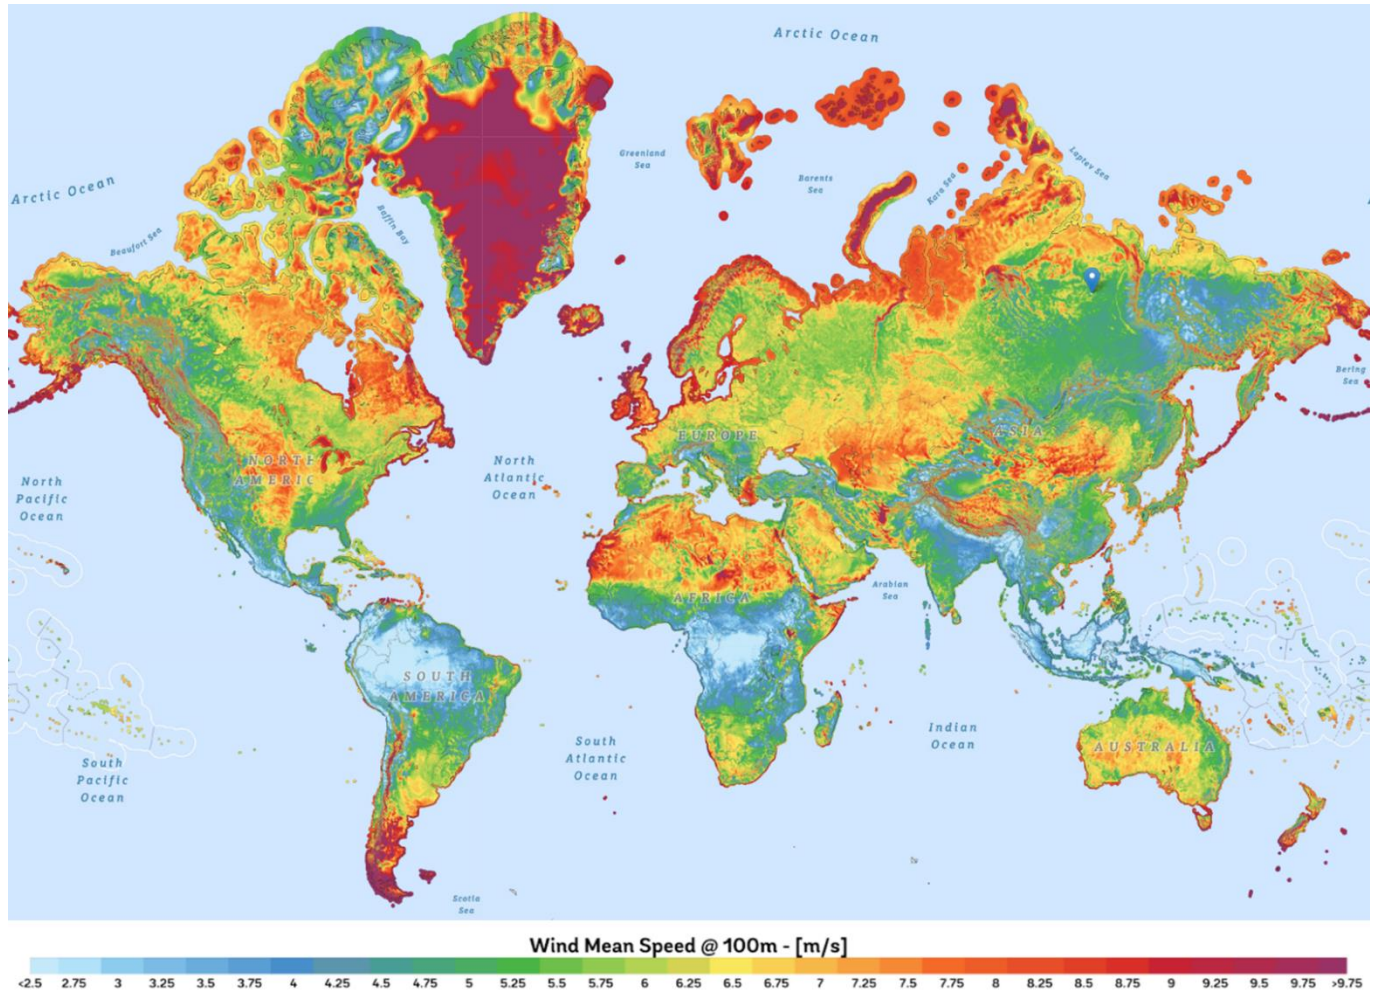 Arctic Ocean
Greenland
Sea
Barents
Sea
Kara Sea
Laptev Sea
Arctic Ocean
Beaufort Sea
Baffin Bay
Bering
Sea
EUROPE
ASIA
NORTH
AMERIC
North
Atlantic
Ocean
North
Pacific
Ocean
AFRICA
Arabian
Sea
SOUTH
AMERICA
South
Atlantic
Ocean
Indian
Ocean
AUSTRALIA
South
Pacific
Ocean
Scotia
Sea
Wind Mean Speed @ 100m - [m/s]
<2.5 2.75 3 3.25 3.5 3.75 4 4.25 4.5 4.75 5 5.25 5.5 5.75 6 6.25 6.5 6.75 7 7.25 7.5 7.75 8 8.25 8.5 8.75 9 9.25 9.5 9.75 >9.75